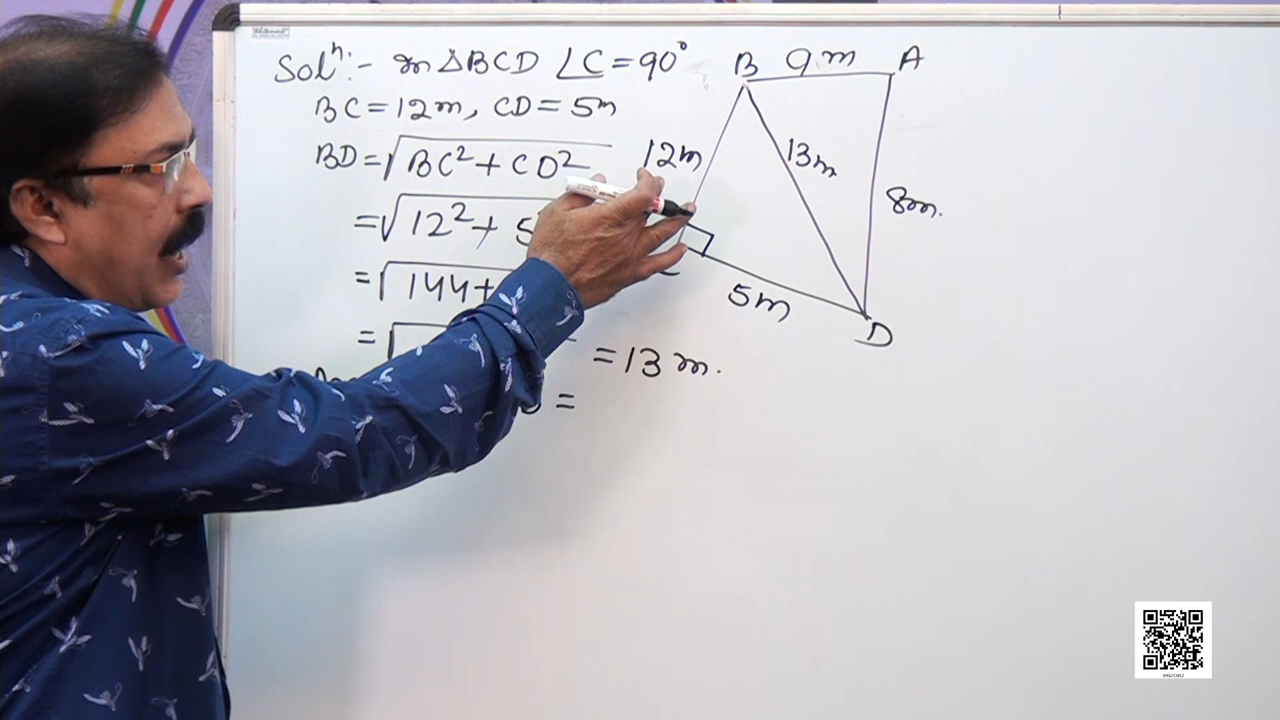 Solⁿ:- In △BCD ∠C = 90°
BC = 12m, CD = 5m
BD = √BC² + CD²
= √12² + 5
= √144+
= √
= 13 m.
=
B 9m A
12m
13m
8m.
5m
D